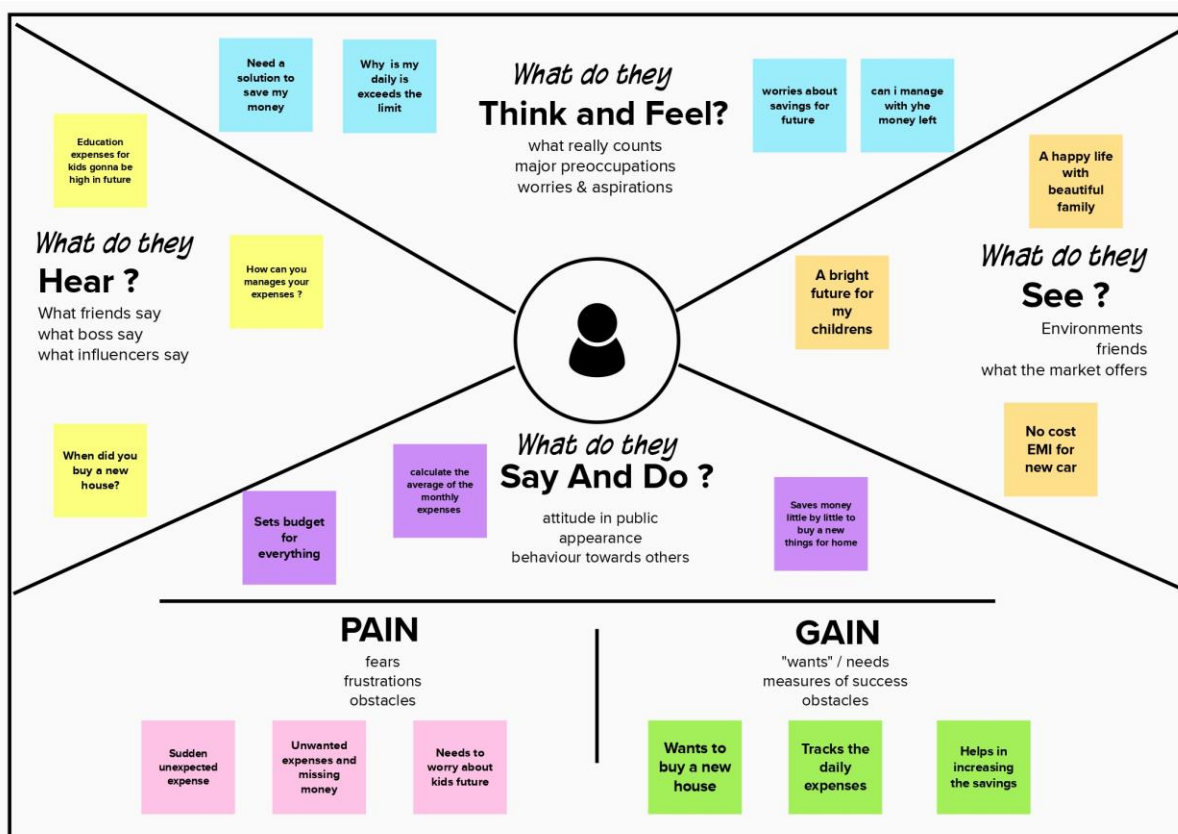 Need a
solution to
save my
money
Why is my
daily is
exceeds the
limit
What do they
Think and Feel?
what really counts
major preoccupations
worries & aspirations
worries about
savings for
future
can i manage
with yhe
money left
Education
expenses for
kids gonna be
high in future
What do they
Hear ?
What friends say
what boss say
what influencers say
How can you
manages your
expenses ?
When did you
buy a new
house?
A happy life
with
beautiful
family
A bright
future for
my
childrens
What do they
See ?
Environments
friends
what the market offers
No cost
EMI for
new car
What do they
Say And Do ?
attitude in public
appearance
behaviour towards others
Sets budget
for
everything
calculate the
average of the
monthly
expenses
Saves money
little by little to
buy a new
things for home
PAIN
fears
frustrations
obstacles
Sudden
unexpected
expense
Unwanted
expenses and
missing
money
Needs to
worry about
kids future
GAIN
"wants" / needs
measures of success
obstacles
Wants to
buy a new
house
Tracks the
daily
expenses
Helps in
increasing
the savings